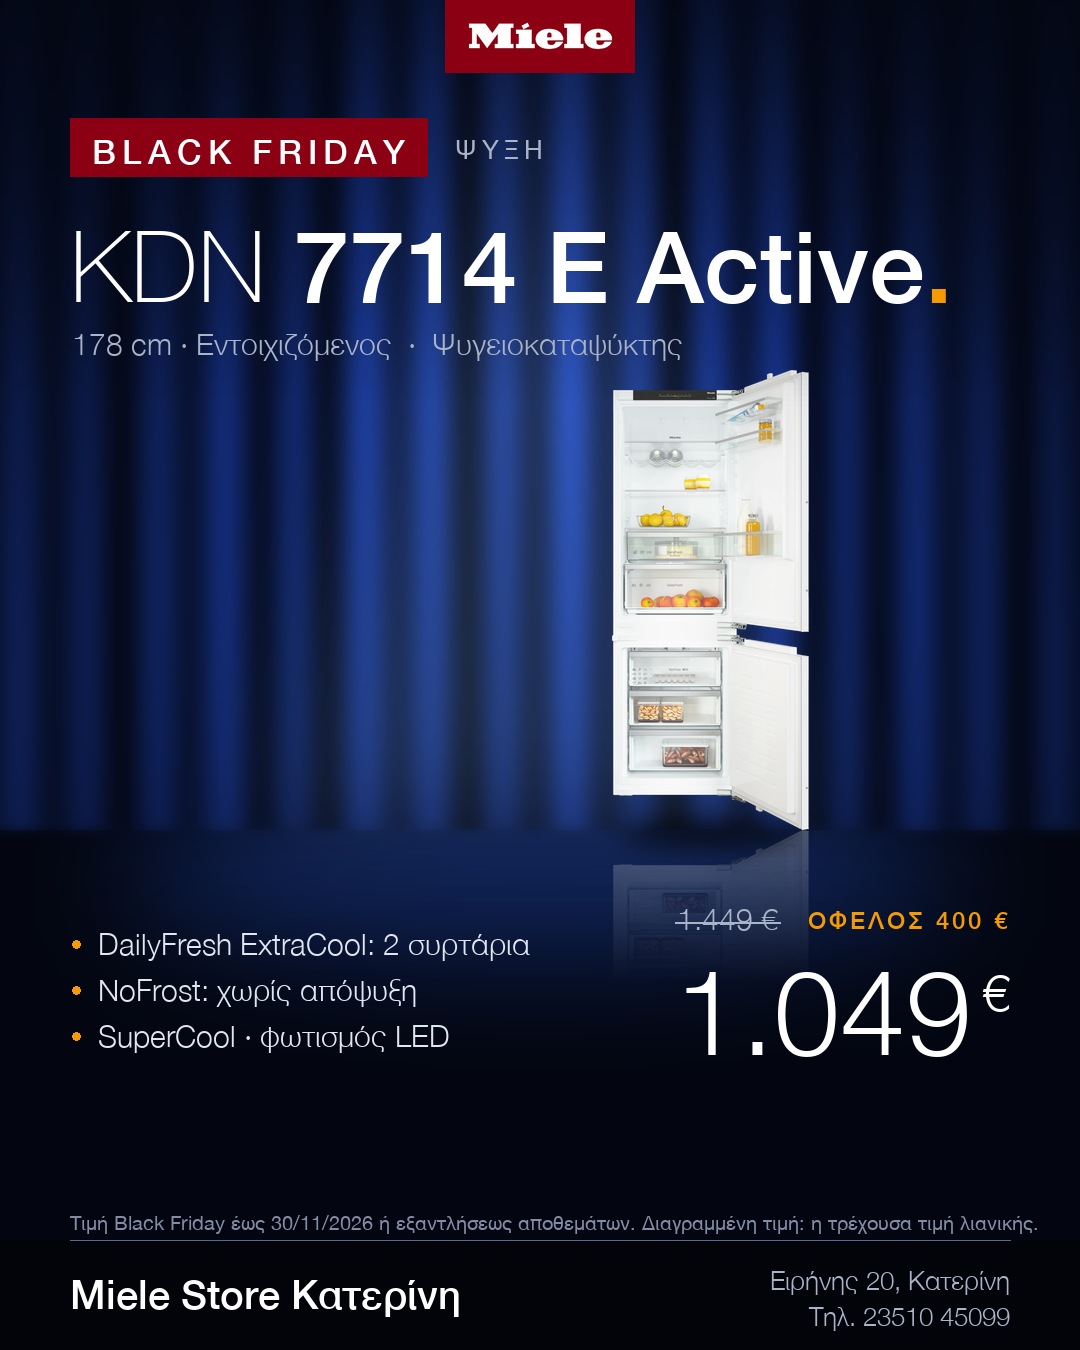 Miele
BLACK FRIDAY
ΨΥΞΗ
KDN 7714 E Active.
178 cm · Εντοιχιζόμενος · Ψυγειοκαταψύκτης
1.449 € ΟΦΕΛΟΣ 400 €
• DailyFresh ExtraCool: 2 συρτάρια
• NoFrost: χωρίς απόψυξη
• SuperCool · φωτισμός LED
1.049 €
Τιμή Black Friday έως 30/11/2026 ή εξαντλήσεως αποθεμάτων. Διαγραμμένη τιμή: η τρέχουσα τιμή λιανικής.
Miele Store Κατερίνη
Ειρήνης 20, Κατερίνη
Τηλ. 23510 45099